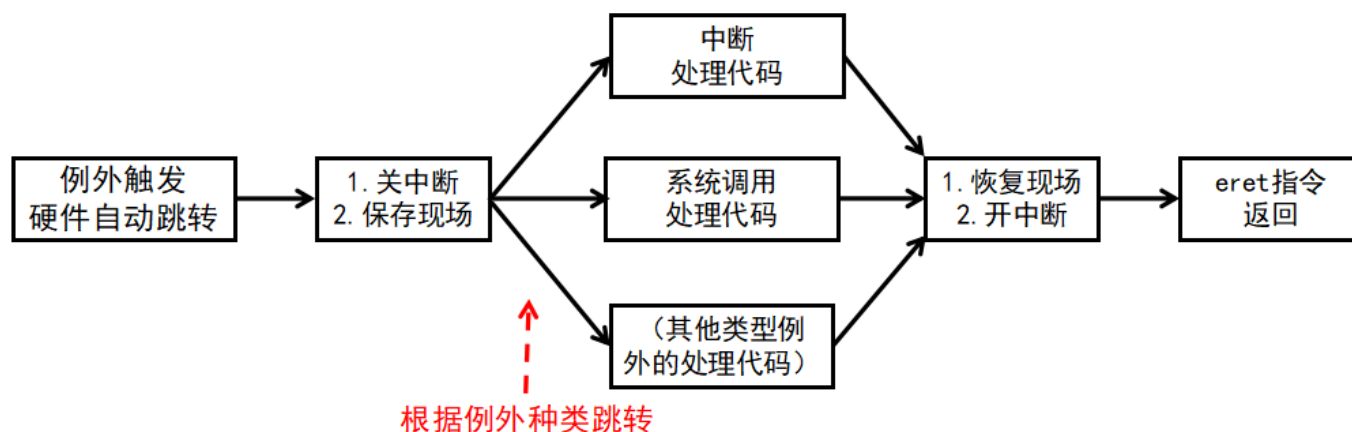 例外触发
硬件自动跳转
1.关中断
2.保存现场
中断
处理代码
系统调用
处理代码
（其他类型例
外的处理代码）
1.恢复现场
2.开中断
eret指令
返回
根据例外种类跳转